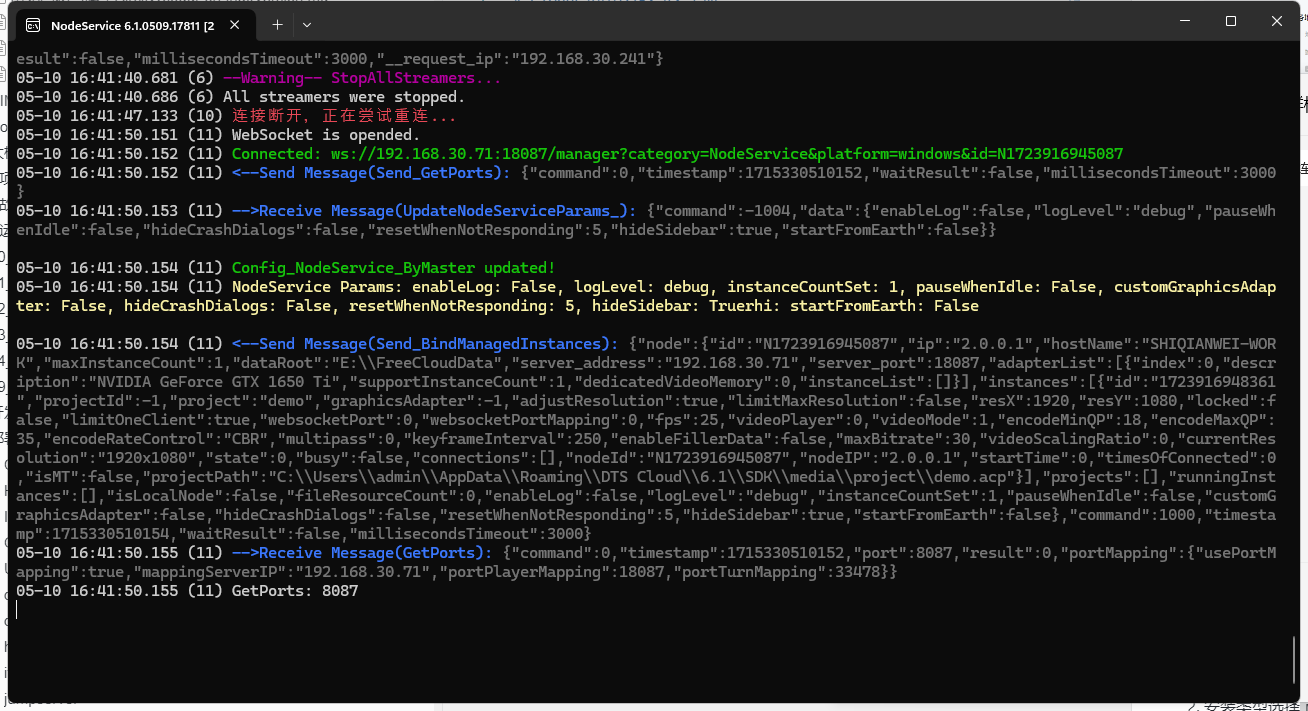 NodeService 6.1.0509.17811 [2
esult":false,"millisecondsTimeout":3000,"__request_ip":"192.168.30.241"}
05-10 16:41:40.681 (6) --Warning-- StopAllStreamers...
05-10 16:41:40.686 (6) All streamers were stopped.
05-10 16:41:47.133 (10) 连接断开, 正在尝试重连...
05-10 16:41:50.151 (11) WebSocket is opended.
05-10 16:41:50.152 (11) Connected: ws://192.168.30.71:18087/manager?category=NodeService&platform=windows&id=N1723916945087
05-10 16:41:50.152 (11) <--Send Message(Send_GetPorts): {"command":0,"timestamp":1715330510152,"waitResult":false,"millisecondsTimeout":3000
}
05-10 16:41:50.153 (11) -->Receive Message(UpdateNodeServiceParams_): {"command":-1004,"data":{"enableLog":false,"logLevel":"debug","pauseWh
enIdle":false,"hideCrashDialogs":false,"resetWhenNotResponding":5,"hideSidebar":true,"startFromEarth":false}}
05-10 16:41:50.154 (11) Config_NodeService_ByMaster updated!
05-10 16:41:50.154 (11) NodeService Params: enableLog: False, logLevel: debug, instanceCountSet: 1, pauseWhenIdle: False, customGraphicsAdap
ter: False, hideCrashDialogs: False, resetWhenNotResponding: 5, hideSidebar: Truerhi: startFromEarth: False
05-10 16:41:50.154 (11) <--Send Message(Send_BindManagedInstances): {"node":{"id":"N1723916945087","ip":"2.0.0.1","hostName":"SHIQIANWEI-WOR
K","maxInstanceCount":1,"dataRoot":"E:\\FreeCloudData","server_address":"192.168.30.71","server_port":18087,"adapterList":[{"index":0,"descr
iption":"NVIDIA GeForce GTX 1650 Ti","supportInstanceCount":1,"dedicatedVideoMemory":0,"instanceList":[]}],"instances":[{"id":"1723916948361
","projectId":-1,"project":"demo","graphicsAdapter":-1,"adjustResolution":true,"limitMaxResolution":false,"resX":1920,"resY":1080,"locked":f
alse,"limitOneClient":true,"websocketPort":0,"websocketPortMapping":0,"fps":25,"videoPlayer":0,"videoMode":1,"encodeMinQP":18,"encodeMaxQP":
35,"encodeRateControl":"CBR","multipass":0,"keyframeInterval":250,"enableFillerData":false,"maxBitrate":30,"videoScalingRatio":0,"currentRes
olution":"1920x1080","state":0,"busy":false,"connections":[],"nodeId":"N1723916945087","nodeIP":"2.0.0.1","startTime":0,"timesOfConnected":0
,"isMT":false,"projectPath":"C:\\Users\\admin\\AppData\\Roaming\\DTS Cloud\\6.1\\SDK\\media\\project\\demo.acp"}],"projects":[],"runningInst
ances":[],"isLocalNode":false,"fileResourceCount":0,"enableLog":false,"logLevel":"debug","instanceCountSet":1,"pauseWhenIdle":false,"customG
raphicsAdapter":false,"hideCrashDialogs":false,"resetWhenNotResponding":5,"hideSidebar":true,"startFromEarth":false},"command":1000,"timesta
mp":1715330510154,"waitResult":false,"millisecondsTimeout":3000}
05-10 16:41:50.155 (11) -->Receive Message(GetPorts): {"command":0,"timestamp":1715330510152,"port":8087,"result":0,"portMapping":{"usePortM
apping":true,"mappingServerIP":"192.168.30.71","portPlayerMapping":18087,"portTurnMapping":33478}}
05-10 16:41:50.155 (11) GetPorts: 8087